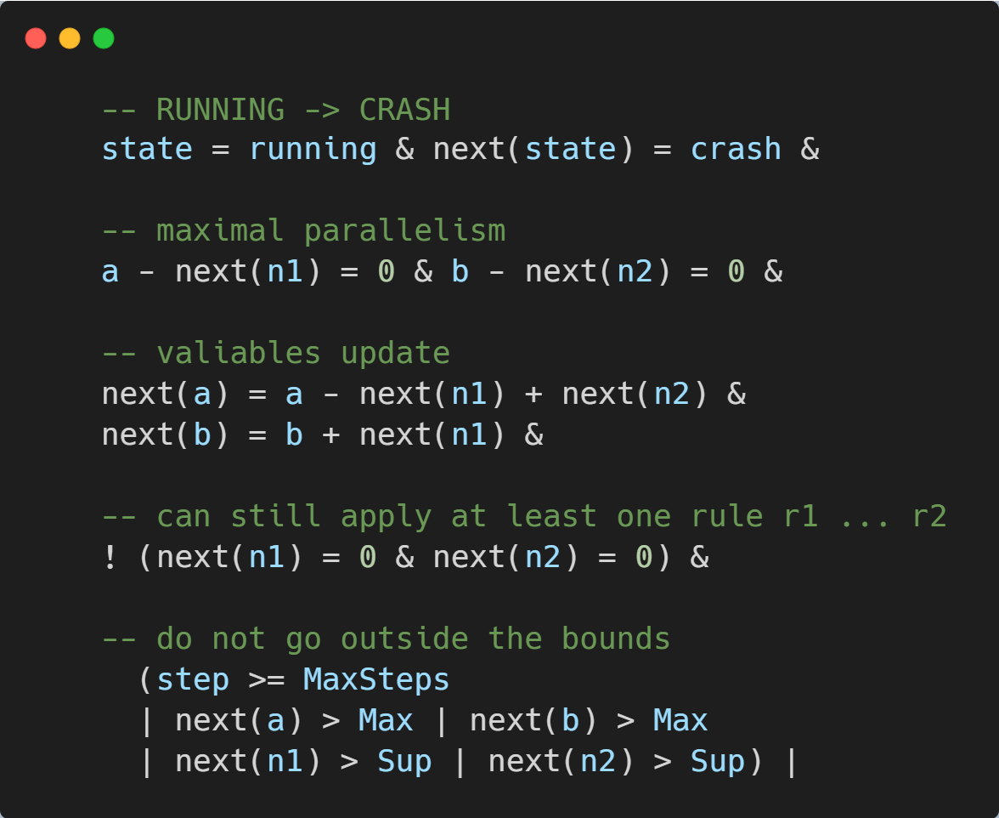 -- RUNNING -> CRASH
state = running & next(state) = crash &
-- maximal parallelism
a - next(n1) = 0 & b - next(n2) = 0 &
-- valiables update
next(a) = a - next(n1) + next(n2) &
next(b) = b + next(n1) &
-- can still apply at least one rule r1 ... r2
! (next(n1) = 0 & next(n2) = 0) &
-- do not go outside the bounds
(step >= MaxSteps
| next(a) > Max | next(b) > Max
| next(n1) > Sup | next(n2) > Sup) |